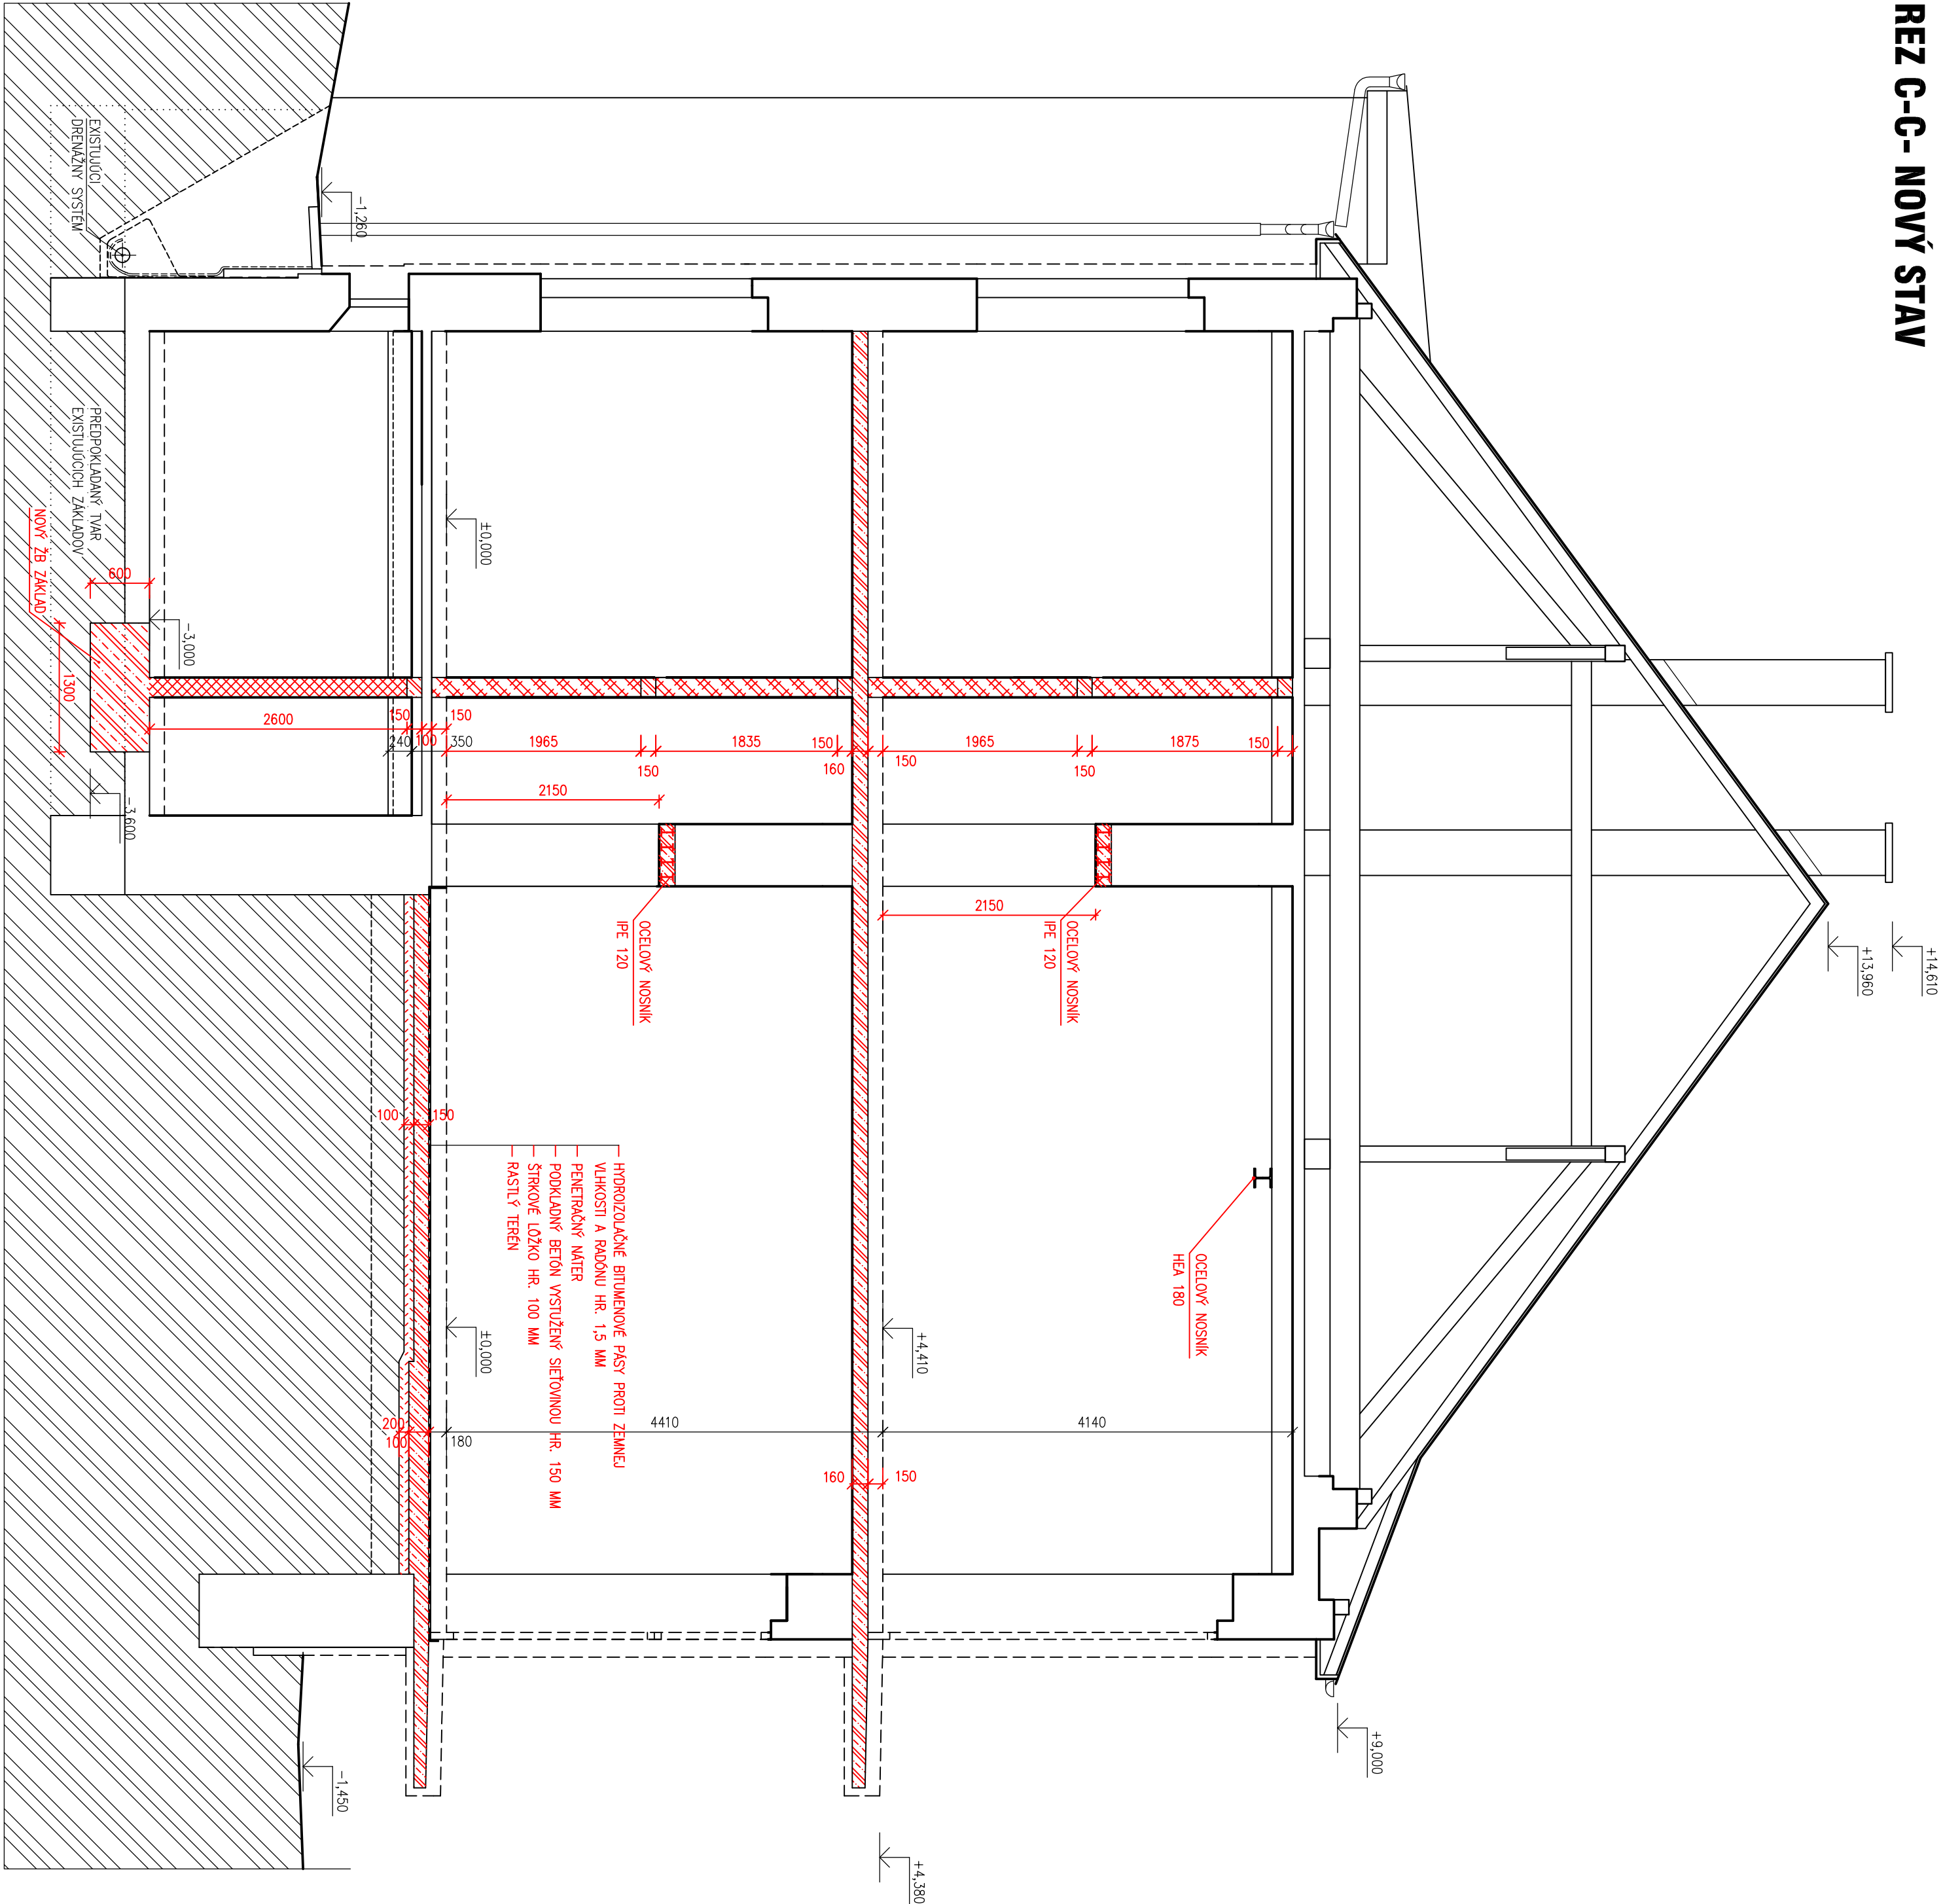 REZ C-C- NOVÝ STAV
+14,610
+13,960
+9,000
OCEĽOVÝ NOSNÍK
HEA 180
4140
1875
150
150
1965
150
2150
OCEĽOVÝ NOSNÍK
IPE 120
+4,410
+4,380
150
160
150
160
150
1835
150
1965
2150
OCEĽOVÝ NOSNÍK
IPE 120
4410
±0,000
±0,000
350
180
150
100
150
240
2600
HYDROIZOLAČNÉ BITUMENOVÉ PÁSY PROTI ZEMNEJ
VLHKOSTI A RADÓNU HR. 1,5 MM
PENETRAČNÝ NÁTER
PODKLADNÝ BETÓN VYSTUŽENÝ SIEŤOVINOU HR. 150 MM
ŠTRKOVÉ LÔŽKO HR. 100 MM
RASTLÝ TERÉN
150
100
200
100
-1,260
-1,450
-3,000
-3,600
EXISTUJÚCI
DRENÁŽNY SYSTÉM
PREDPOKLADANÝ TVAR
EXISTUJÚCICH ZÁKLADOV
600
1300
NOVÝ ŽB ZÁKLAD